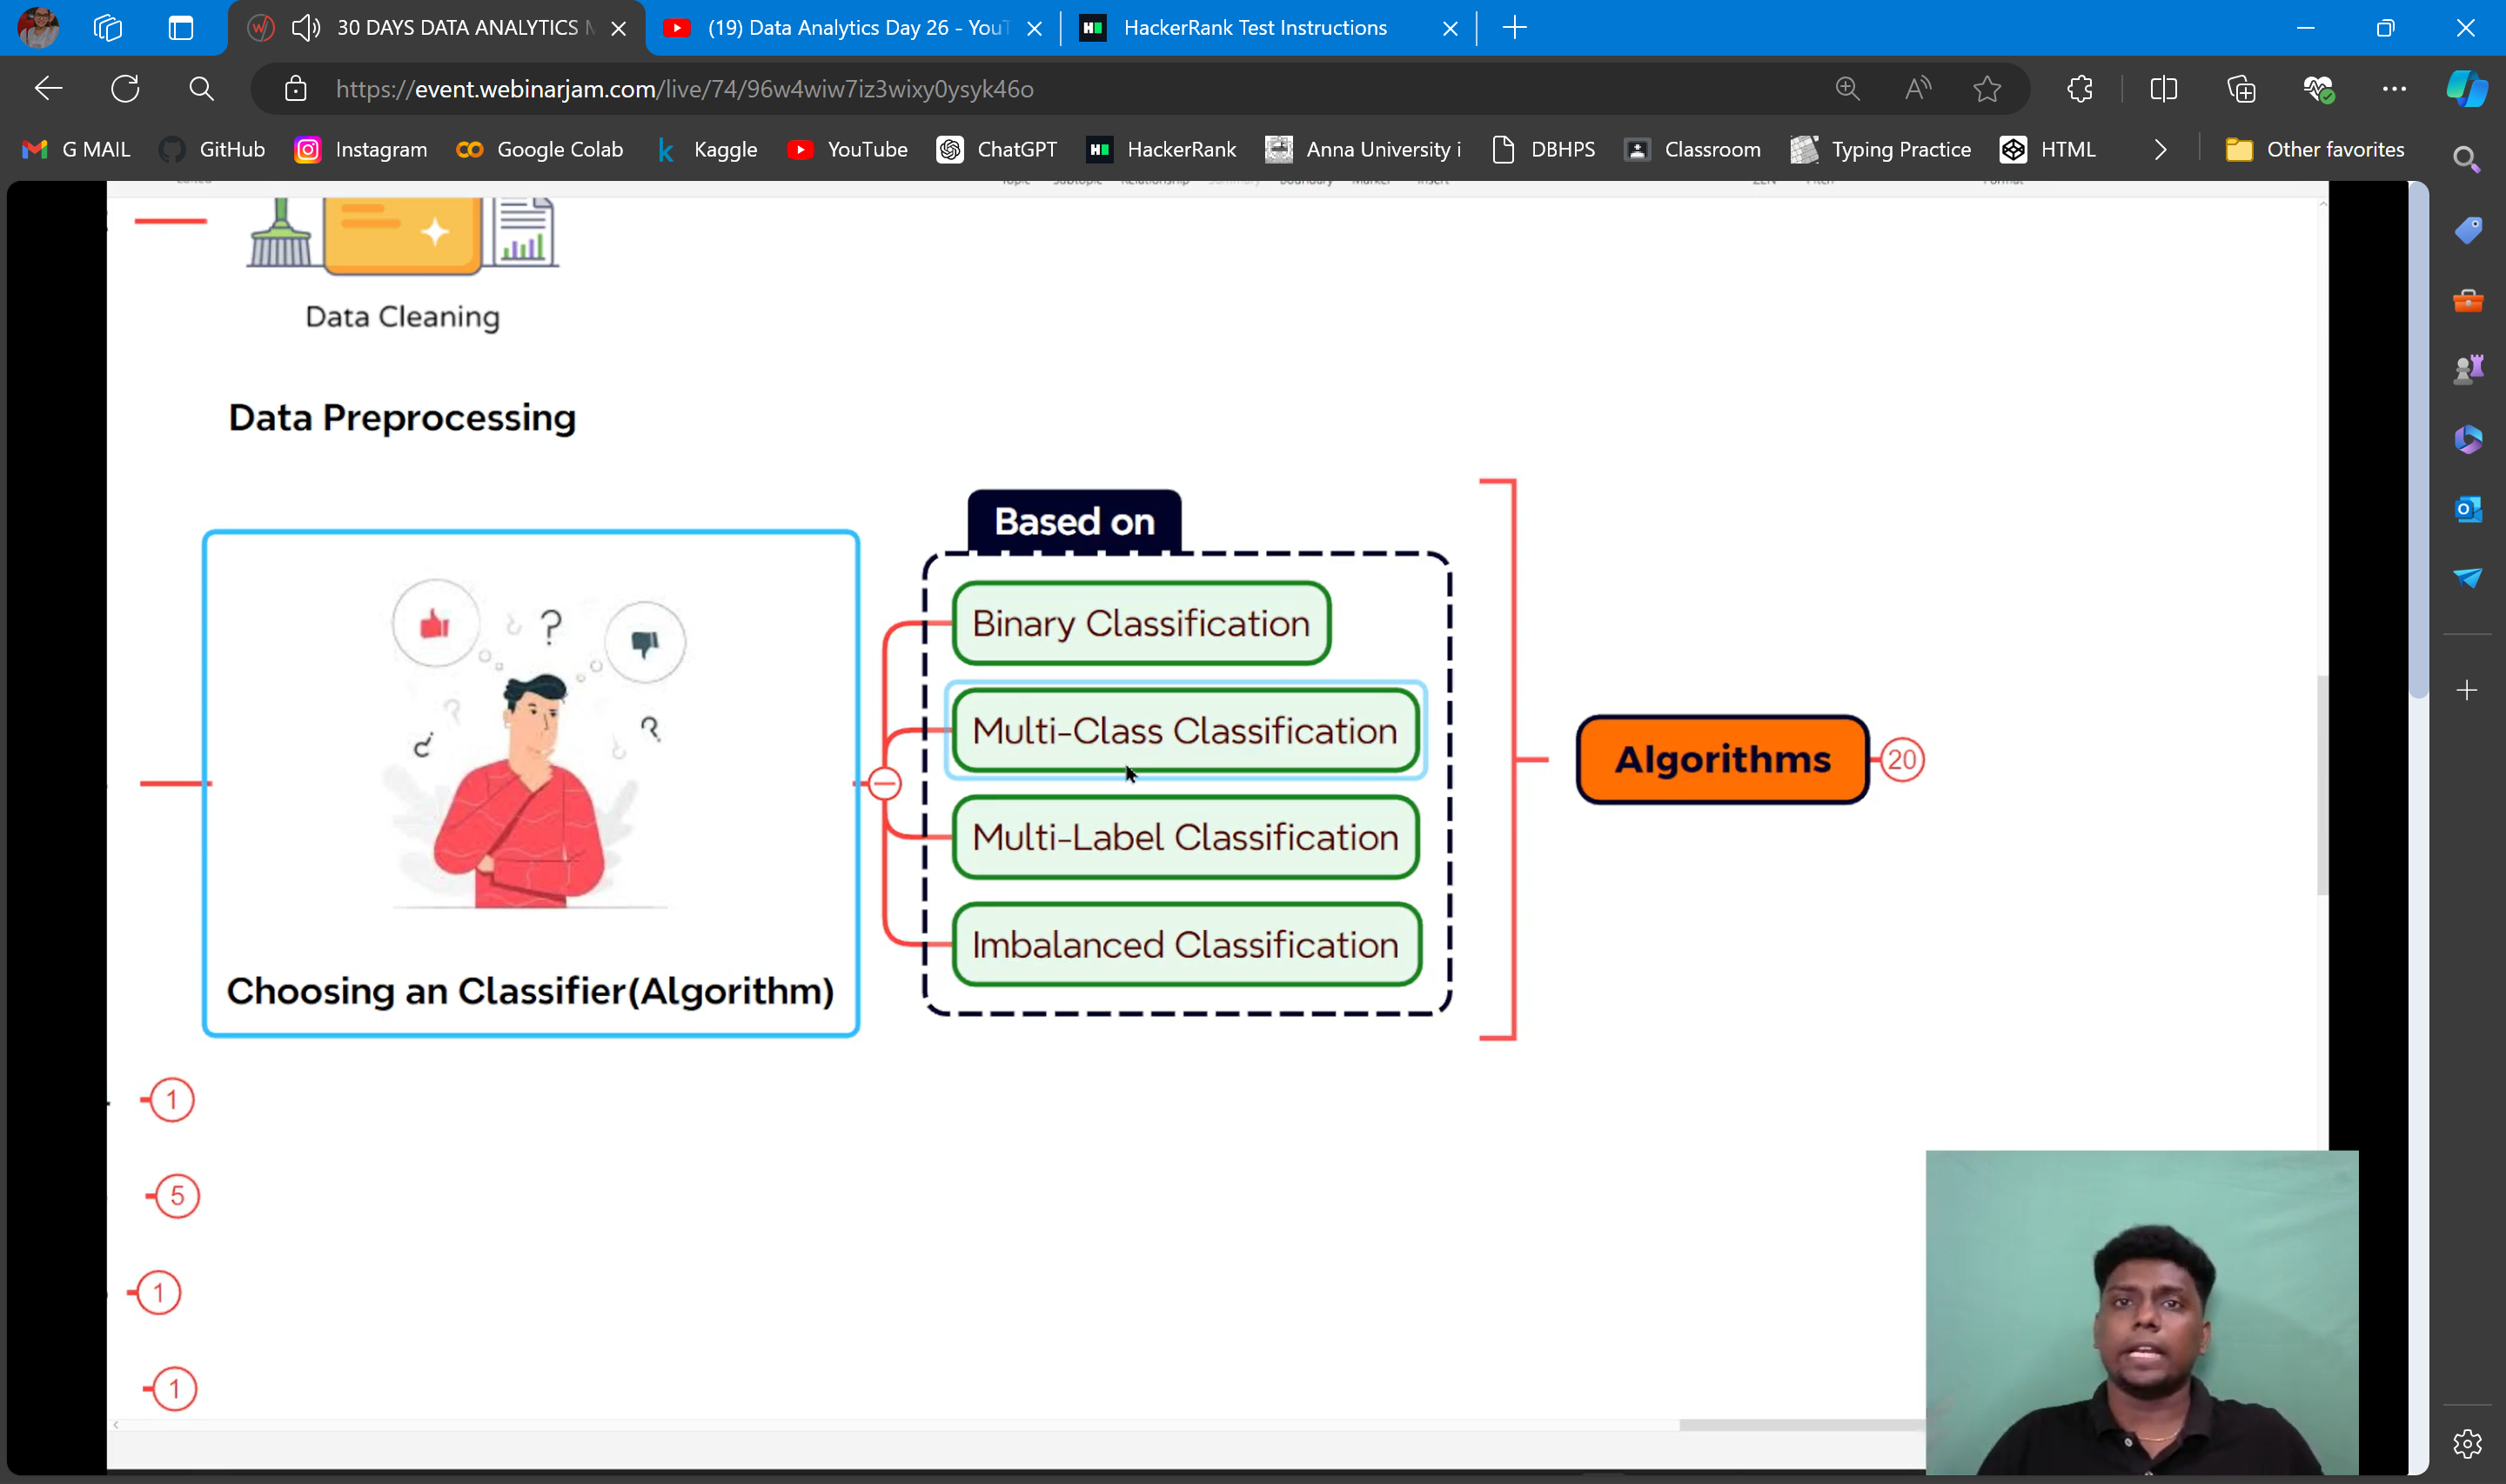 30 DAYS DATA ANALYTICS
(19) Data Analytics Day 26 - YouT
HackerRank Test Instructions
https://event.webinarjam.com/live/74/96w4wiw7iz3wixy0ysyk46o
G MAIL
GitHub
Instagram
Google Colab
Kaggle
YouTube
ChatGPT
HackerRank
Anna University i
DBHPS
Classroom
Typing Practice
HTML
Other favorites
Data Cleaning
Data Preprocessing
Based on
Binary Classification
Multi-Class Classification
Multi-Label Classification
Imbalanced Classification
Algorithms
20
Choosing an Classifier(Algorithm)
1
5
1
1